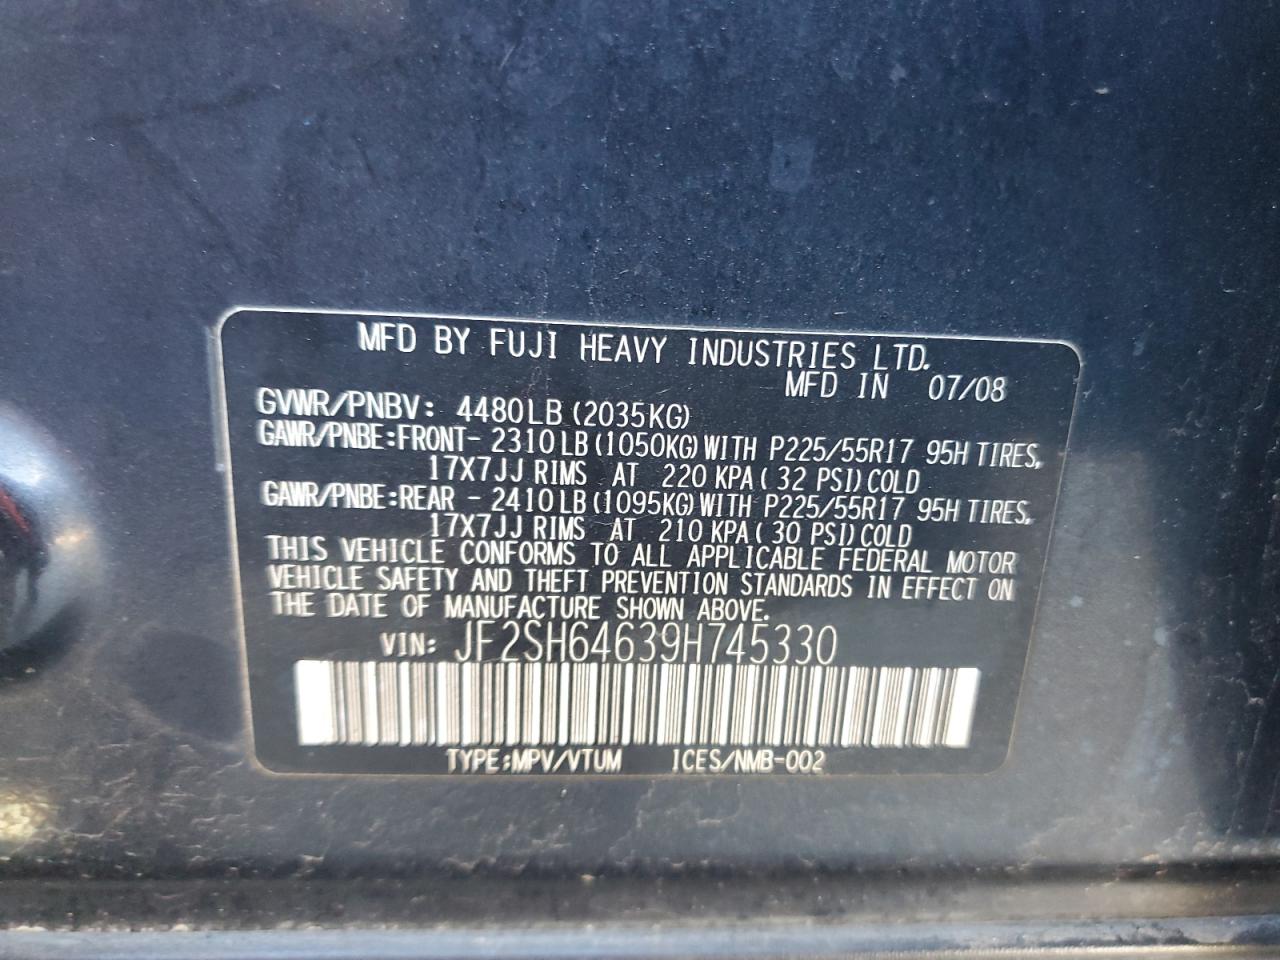 MFD BY FUJI HEAVY INDUSTRIES LTD.
MFD IN 07/08
GVWR/PNBV: 4480LB (2035KG)
GAWR/PNBE:FRONT- 2310LB (1050KG) WITH P225/55R17 95H TIRES,
17X7JJ RIMS AT 220 KPA ( 32 PSI) COLD
GAWR/PNBE:REAR - 2410LB (1095KG) WITH P225/55R17 95H TIRES,
17X7JJ RIMS AT 210 KPA ( 30 PSI) COLD
THIS VEHICLE CONFORMS TO ALL APPLICABLE FEDERAL MOTOR
VEHICLE SAFETY AND THEFT PREVENTION STANDARDS IN EFFECT ON
THE DATE OF MANUFACTURE SHOWN ABOVE.
VIN: JF2SH64639H745330
TYPE:MPV/VTUM ICES/NMB-002